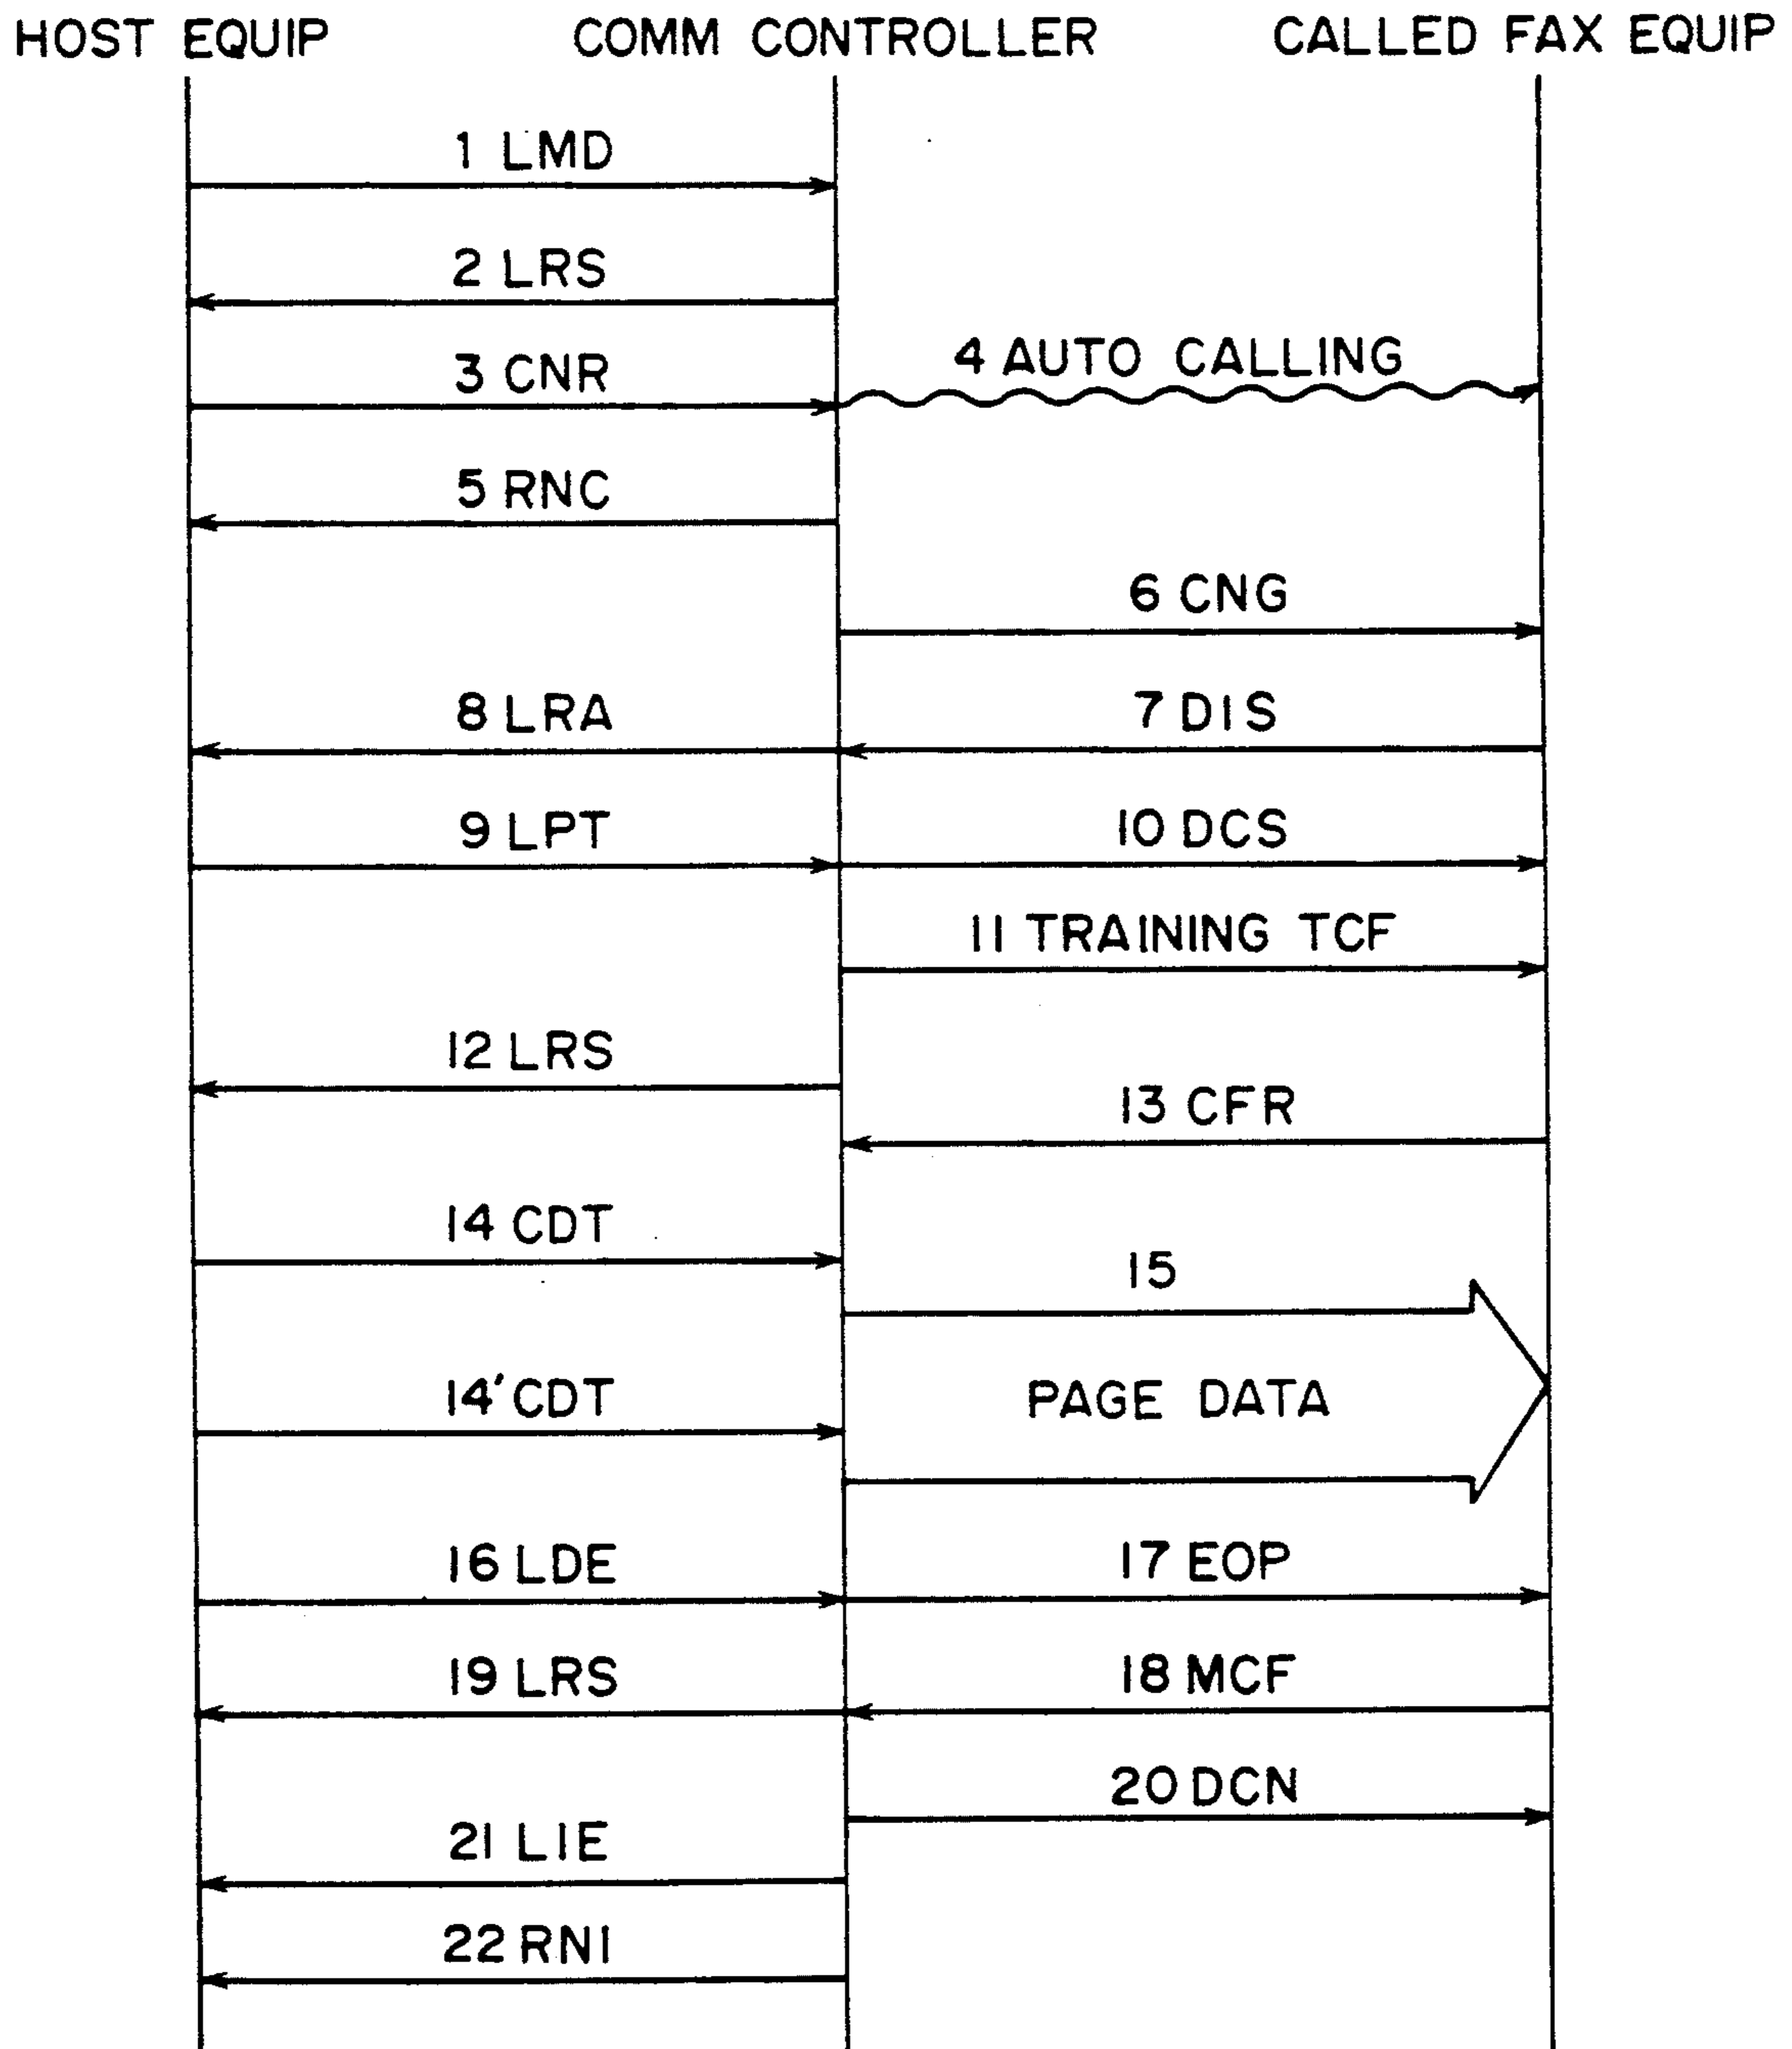 HOST EQUIP COMM CONTROLLER CALLED FAX EQUIP
1 LMD
2 LRS
3 CNR 4 AUTO CALLING
5 RNC
6 CNG
8 LRA 7 DIS
9 LPT 10 DCS
11 TRAINING TCF
12 LRS
13 CFR
14 CDT
15
14' CDT PAGE DATA
16 LDE 17 EOP
19 LRS 18 MCF
20 DCN
21 LIE
22 RNI